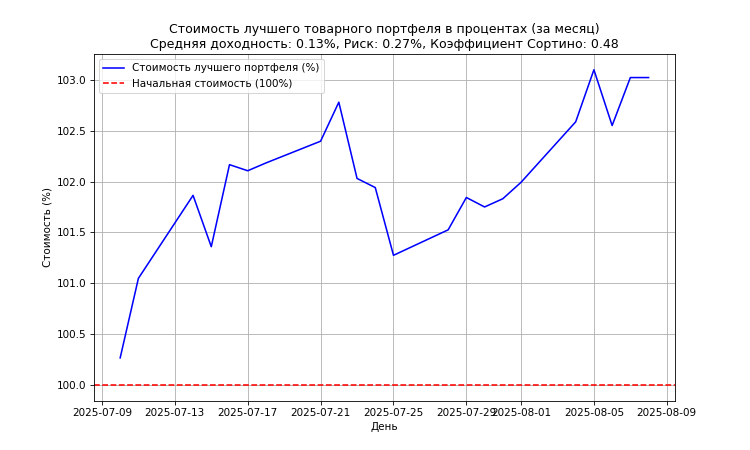 Стоимость лучшего товарного портфеля в процентах (за месяц)
Средняя доходность: 0.13%, Риск: 0.27%, Коэффициент Сортино: 0.48
Стоимость лучшего портфеля (%)
Начальная стоимость (100%)
Стоимость (%)
103.0
102.5
102.0
101.5
101.0
100.5
100.0
2025-07-09 2025-07-13 2025-07-17 2025-07-21 2025-07-25 2025-07-29 2025-08-01 2025-08-05 2025-08-09
День